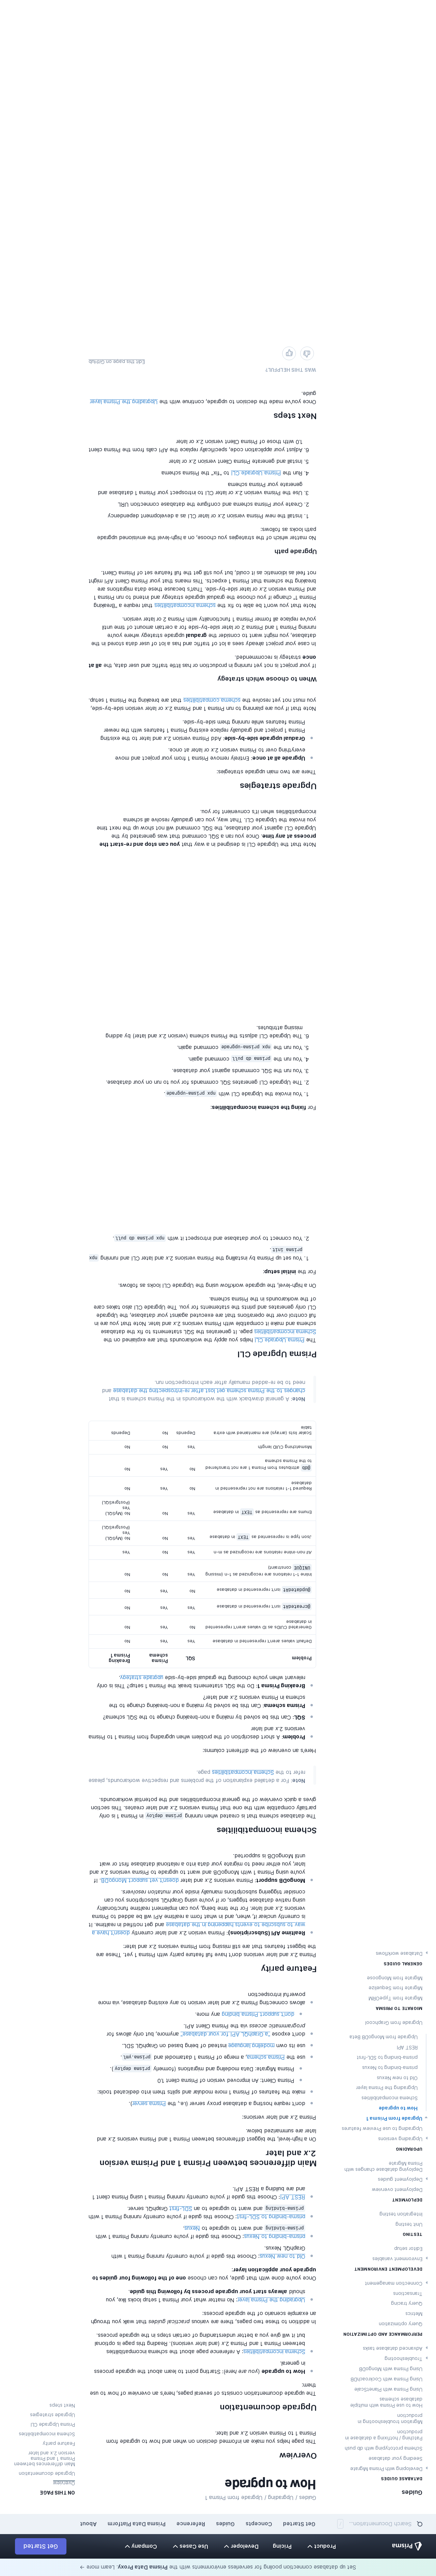 Set up database connection pooling for serverless environments with the Prisma Data Proxy. Learn more →
Prisma
Product
Pricing
Developer
Use Cases
Company
Get Started
Search Documentation...
Get Started
Concepts
Guides
Reference
Prisma Data Platform
About
Guides
DATABASE GUIDES
Developing with Prisma Migrate
Seeding your database
Schema prototyping with db push
Patching / hotfixing a database in
production
Migration troubleshooting in
production
How to use Prisma with multiple
database schemas
Using Prisma with PlanetScale
Using Prisma with CockroachDB
Using Prisma with MongoDB
Troubleshooting
Advanced database tasks
PERFORMANCE AND OPTIMIZATION
Query optimization
Metrics
Query tracing
Transactions
Connection management
DEVELOPMENT ENVIRONMENT
Environment variables
Editor setup
TESTING
Unit testing
Integration testing
DEPLOYMENT
Deployment overview
Deployment guides
Deploying database changes with
Prisma Migrate
UPGRADING
Upgrading versions
Upgrading to use Preview features
Upgrade from Prisma 1
How to upgrade
Schema incompatibilities
Upgrading the Prisma layer
Old to new Nexus
prisma-binding to Nexus
prisma-binding to SDL-first
REST API
Upgrade from MongoDB Beta
Upgrade from Graphcool
MIGRATE TO PRISMA
Migrate from TypeORM
Migrate from Sequelize
Migrate from Mongoose
GENERAL GUIDES
Database workflows
Guides / Upgrading / Upgrade from Prisma 1
How to upgrade
Overview
This page helps you make an informed decision on when and how to upgrade from
Prisma 1 to Prisma version 2.x and later.
Upgrade documentation
The upgrade documentation consists of several pages, here's an overview of how to use
them:
How to upgrade (you are here!): Starting point to learn about the upgrade process
in general.
Schema incompatibilities: A reference page about the schema incompatibilities
between Prisma 1 and Prisma 2.x (and later version). Reading this page is optional
but it will give you a better understanding of certain steps in the upgrade process.
In addition to these two pages, there are various practical guides that walk you through
an example scenario of the upgrade process:
Upgrading the Prisma layer: No matter what your Prisma 1 setup looks like, you
should always start your upgrade process by following this guide.
Once you're done with that guide, you can choose one of the following four guides to
upgrade your application layer:
Old to new Nexus: Choose this guide if you're currently running Prisma 1 with
GraphQL Nexus.
prisma-binding to Nexus: Choose this guide if you're currently running Prisma 1 with
prisma-binding and want to upgrade to Nexus.
prisma-binding to SDL-first: Choose this guide if you're currently running Prisma 1 with
prisma-binding and want to upgrade to an SDL-first GraphQL server.
REST API: Choose this guide if you're currently running Prisma 1 using Prisma client 1
and are building a REST API.
Main differences between Prisma 1 and Prisma version
2.x and later
On a high-level, the biggest differences between Prisma 1 and Prisma versions 2.x and
later are summarized below.
Prisma version 2.x and later version:
don't require hosting a database proxy server (i.e., the Prisma server).
make the features of Prisma 1 more modular and splits them into dedicated tools:
Prisma Client: An improved version of Prisma client 1.0
Prisma Migrate: Data modeling and migrations (formerly prisma deploy).
use the Prisma schema, a merge of Prisma 1 datamodel and prisma.yml.
use its own modeling language instead of being based on GraphQL SDL.
don't expose "a GraphQL API for your database" anymore, but only allows for
programmatic access via the Prisma Client API.
don't support Prisma binding any more.
allows connecting Prisma 2.x and later version to any existing database, via more
powerful introspection
Feature parity
Prisma 2.x and later versions don't have full feature parity with Prisma 1 yet. These are
the biggest features that are still missing from Prisma versions 2.x and later:
Realtime API (Subscriptions): Prisma version 2.x and later currently doesn't have a
way to subscribe to events happening in the database and get notified in realtime. It
is currently unclear if, when, and in what form a realtime API will be added to Prisma
versions 2.x and later. For the time being, you can implement realtime functionality
using native database triggers, or if you're using GraphQL subscriptions you can
consider triggering subscriptions manually inside your mutation resolvers.
MongoDB support: Prisma versions 2.x and later doesn't yet support MongoDB. If
you're using Prisma 1 with MongoDB and want to upgrade to Prisma versions 2.x and
later, you either need to migrate your data into a relational database first or wait
until MongoDB is supported.
Schema incompatibilities
The database schema that is created when running prisma deploy in Prisma 1 is only
partially compatible with the one that Prisma versions 2.x and later creates. This section
gives a quick overview of the general incompatibilities and the potential workarounds.
Note: For a detailed explanation of the problems and respective workarounds, please
refer to the Schema incompatibilities page.
Here's an overview of the different columns:
Problem: A short description of the problem when upgrading from Prisma 1 to Prisma
versions 2.x and later
SQL: Can this be solved by making a non-breaking change to the SQL schema?
Prisma schema: Can this be solved by making a non-breaking change to the
schema in Prisma versions 2.x and later?
Breaking Prisma 1: Do the SQL statements break the Prisma 1 setup? This is only
relevant when you're choosing the gradual side-by-side upgrade strategy.
Problem SQL Prisma schema Breaking Prisma 1
Default values aren't represented in database Yes Yes No
Generated CUIDs as ID values aren't represented
in database No Yes No
@createdAt isn't represented in database Yes Yes No
@updatedAt isn't represented in database No Yes No
Inline 1-1 relations are recognized as 1-n (missing
UNIQUE constraint) Yes No No
All non-inline relations are recognized as m-n Yes No Yes
Json type is represented as TEXT in database Yes No No (MySQL)
Yes
(PostgreSQL)
Enums are represented as TEXT in database Yes No No (MySQL)
Yes
(PostgreSQL)
Required 1-1 relations are not represented in
database No Yes No
@db attributes from Prisma 1 are not transferred
to the Prisma schema No Yes No
Mismatching CUID length Yes No No
Scalar lists (arrays) are maintained with extra
table Depends No Depends
Note: A general drawback with the workarounds in the Prisma schema is that
changes to the Prisma schema get lost after re-introspecting the database and
need to be re-added manually after each introspection run.
Prisma Upgrade CLI
The Prisma Upgrade CLI helps you apply the workarounds that are explained on the
Schema incompatibilities page. It generates the SQL statements to fix the database
schema and make it compatible with Prisma versions 2.x and later. Note that you are in
full control over the operations that are executed against your database, the Upgrade
CLI only generates and prints the statements for you. The Upgrade CLI also takes care
of the workarounds in the Prisma schema.
On a high-level, the upgrade workflow using the Upgrade CLI looks as follows.
For the initial setup:
1. You set up Prisma by installing the Prisma versions 2.x and later CLI and running npx
prisma init.
2. You connect to your database and introspect it with npx prisma db pull.
For fixing the schema incompatibilities:
1. You invoke the Upgrade CLI with npx prisma-upgrade.
2. The Upgrade CLI generates SQL commands for you to run on your database.
3. You run the SQL commands against your database.
4. You run the prisma db pull command again.
5. You run the npx prisma-upgrade command again.
6. The Upgrade CLI adjusts the Prisma schema (version 2.x and later) by adding
missing attributes.
Note that the Upgrade CLI is designed in a way that you can stop and re-start the
process at any time. Once you ran a SQL command that was generated by the
Upgrade CLI against your database, the SQL command will not show up the next time
you invoke the Upgrade CLI. That way, you can gradually resolve all schema
incompatibilities when it's convenient for you.
Upgrade strategies
There are two main upgrade strategies:
Upgrade all at once: Entirely remove Prisma 1 from your project and move
everything over to Prisma version 2.x or later at once.
Gradual upgrade side-by-side: Add Prisma version 2.x and later to the existing
Prisma 1 project and gradually replace existing Prisma 1 features with the newer
Prisma features while running them side-by-side.
Note that if you are planning to run Prisma 1 and Prisma 2.x or later version side-by-side,
you must not yet resolve the schema compatibilities that are breaking the Prisma 1 setup.
When to choose which strategy
If your project is not yet running in production or has little traffic and user data, the all at
once strategy is recommended.
In case your project already sees a lot of traffic and has a lot of user data stored in the
database, you might want to consider the gradual upgrade strategy where you're
running Prisma 1 and Prisma 2 or later side-by-side for a certain amount of time until
you've replaced all former Prisma 1 functionality with Prisma 2 or later version.
Note that you won't be able to fix the schema incompatibilities that require a "Breaking
Prisma 1" change if you choose the gradual upgrade strategy and intend to run Prisma 1
and Prisma version 2.x or later side-by-side. That's because these data migrations are
breaking the schema that Prisma 1 expects. This means that your Prisma Client API might
not feel as idiomatic as it could, but you still get the full feature set of Prisma Client.
Upgrade path
No matter which of the strategies you choose, on a high-level the envisioned upgrade
path looks as follows:
1. Install the new Prisma version 2.x or later CLI as a development dependency
2. Create your Prisma schema and configure the database connection URL
3. Use the Prisma version 2.x or later CLI to introspect your Prisma 1 database and
generate your Prisma schema
4. Run the Prisma Upgrade CLI to "fix" the Prisma schema
5. Install and generate Prisma Client version 2.x or later
6. Adjust your application code, specifically replace the API calls from the Prisma client
1.0 with those of Prisma Client version 2.x or later
Next steps
Once you've made the decision to upgrade, continue with the Upgrading the Prisma layer
guide.
WAS THIS HELPFUL?
Edit this page on GitHub
ON THIS PAGE
Overview
Upgrade documentation
Main differences between
Prisma 1 and Prisma
version 2.x and later
Feature parity
Schema incompatibilities
Prisma Upgrade CLI
Upgrade strategies
Next steps